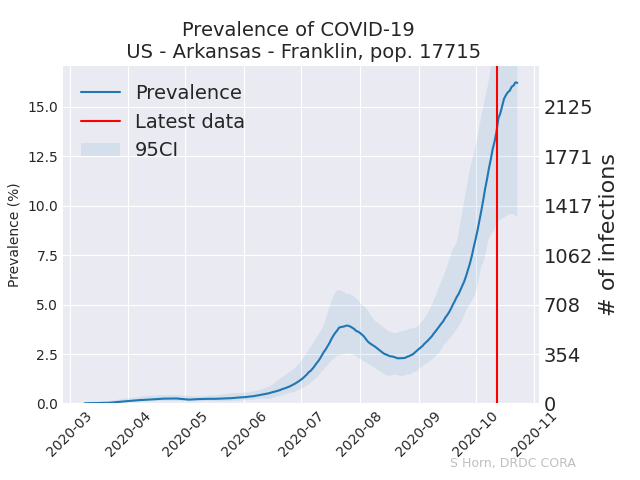 Prevalence of COVID-19
US - Arkansas - Franklin, pop. 17715
Prevalence
Latest data
95CI
Prevalence (%)
15.0
12.5
10.0
7.5
5.0
2.5
0.0
2125
1771
1417
1062
708
354
0
# of infections
2020-03
2020-04
2020-05
2020-06
2020-07
2020-08
2020-09
2020-10
2020-11
S Horn, DRDC CORA